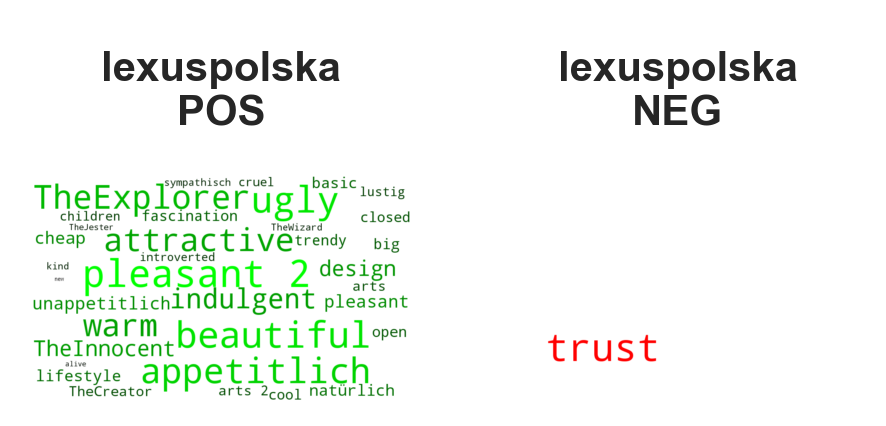 lexuspolska
POS
lexuspolska
NEG
sympathisch cruel basic
TheExplorer ugly lustig
children fascination closed
TheJester TheWizard
cheap attractive trendy big
introverted
kind pleasant 2 design
new arts
unappetitlich indulgent pleasant
warm beautiful open
TheInnocent
alive
lifestyle appetitlich
TheCreator arts 2 cool natürlich
trust